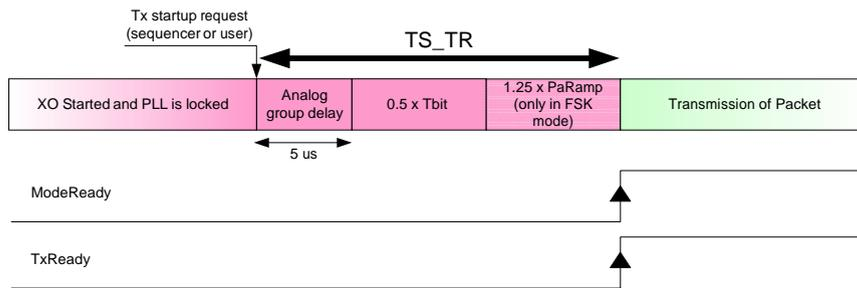 Tx startup request
(sequencer or user)
TS_TR
XO Started and PLL is locked
Analog
group delay
0.5 x Tbit
1.25 x PaRamp
(only in FSK
mode)
Transmission of Packet
5 us
ModeReady
TxReady